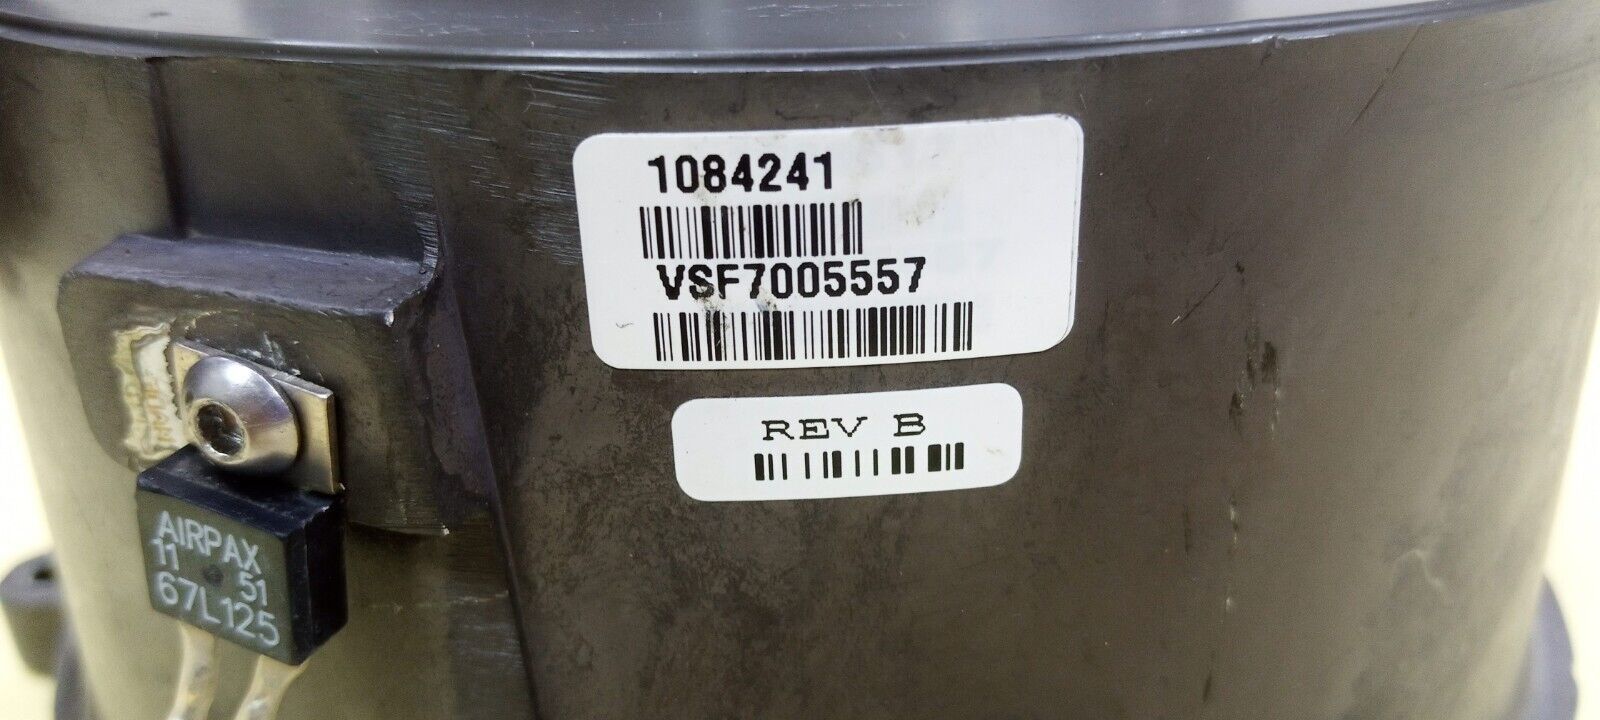 1084241
VSF7005557
REV B
AIRPAX
11 51
67L125